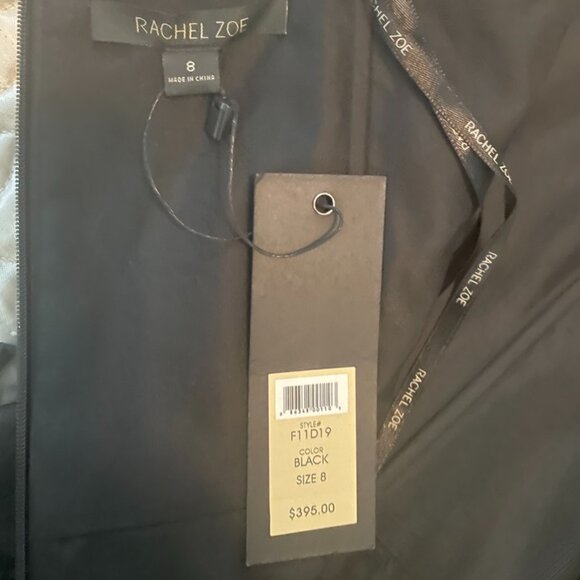 RACHEL ZOE
8
MADE IN CHINA
RACHEL ZOE
RACHEL ZOE
RACHEL ZOE
STYLE#
F11D19
COLOR
BLACK
SIZE 8
$395.00